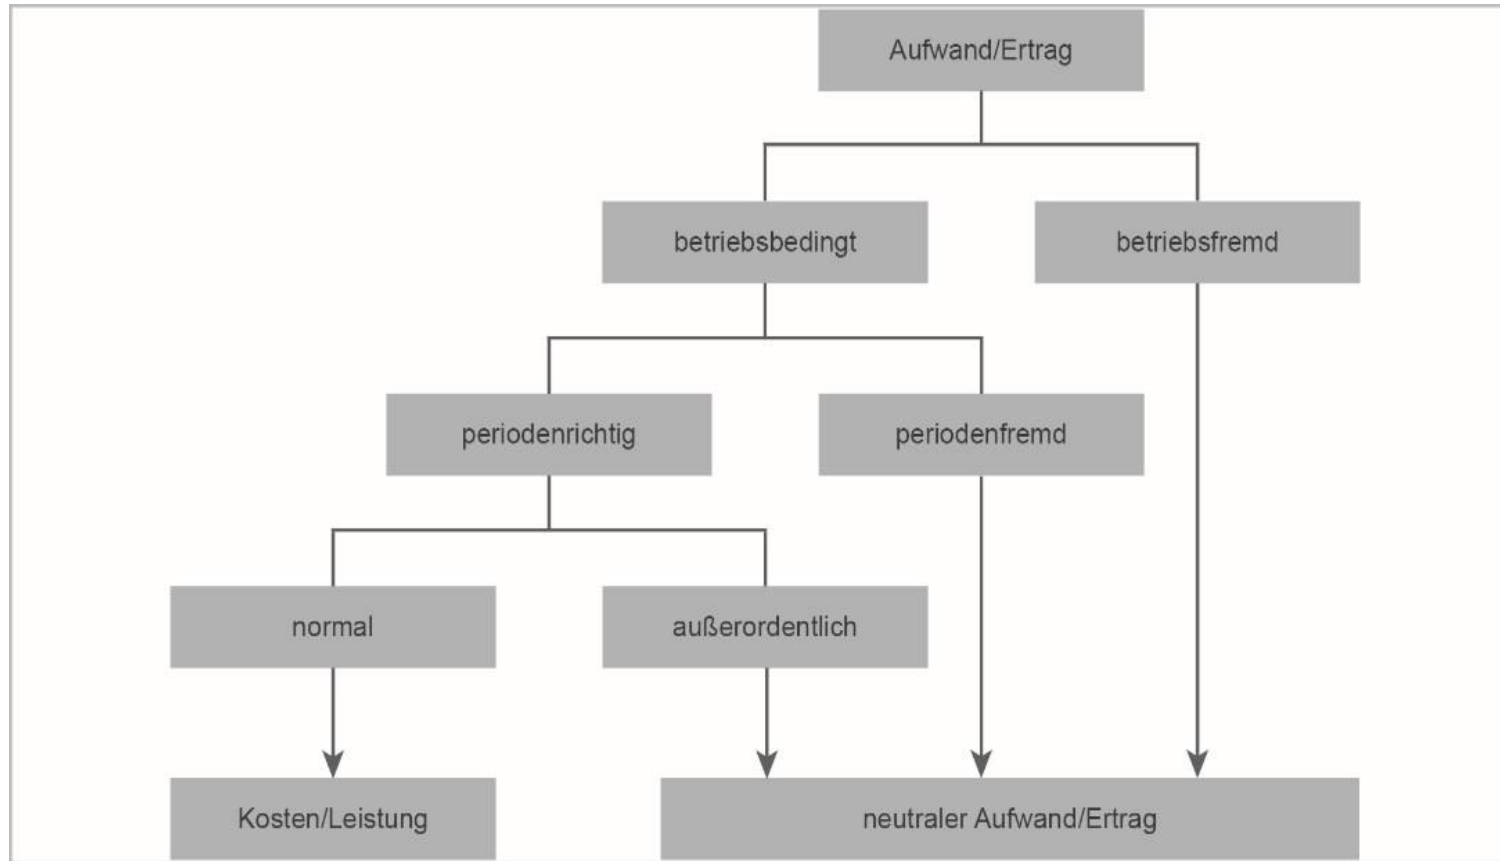 Aufwand/Ertrag
betriebsbedingt
betriebsfremd
periodenrichtig
periodenfremd
normal
außerordentlich
Kosten/Leistung
neutraler Aufwand/Ertrag